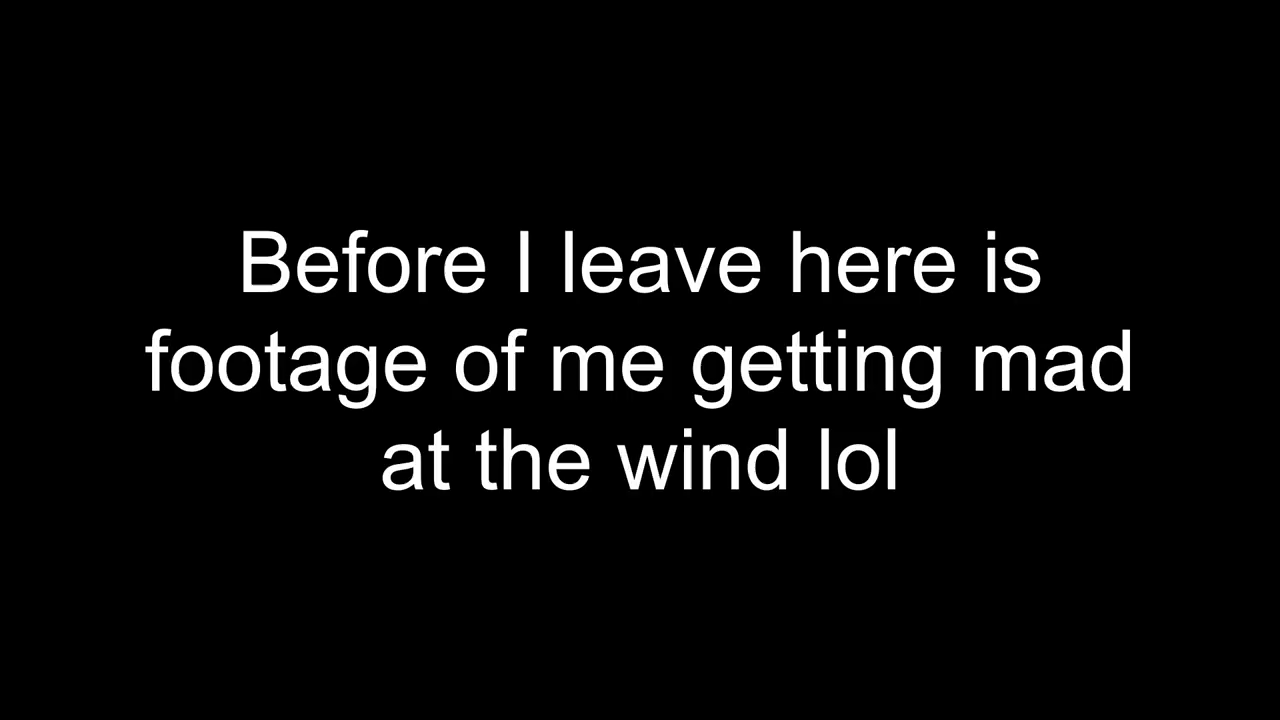 Before I leave here is
footage of me getting mad
at the wind lol